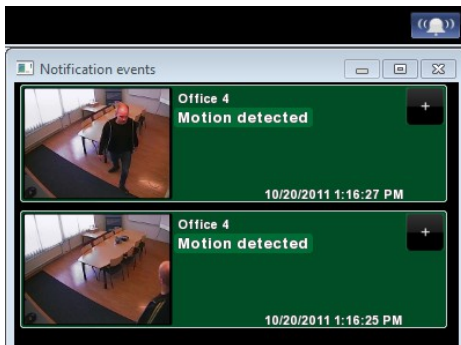 Notification events
Office 4
Motion detected
+
10/20/2011 1:16:27 PM
Office 4
Motion detected
+
10/20/2011 1:16:25 PM